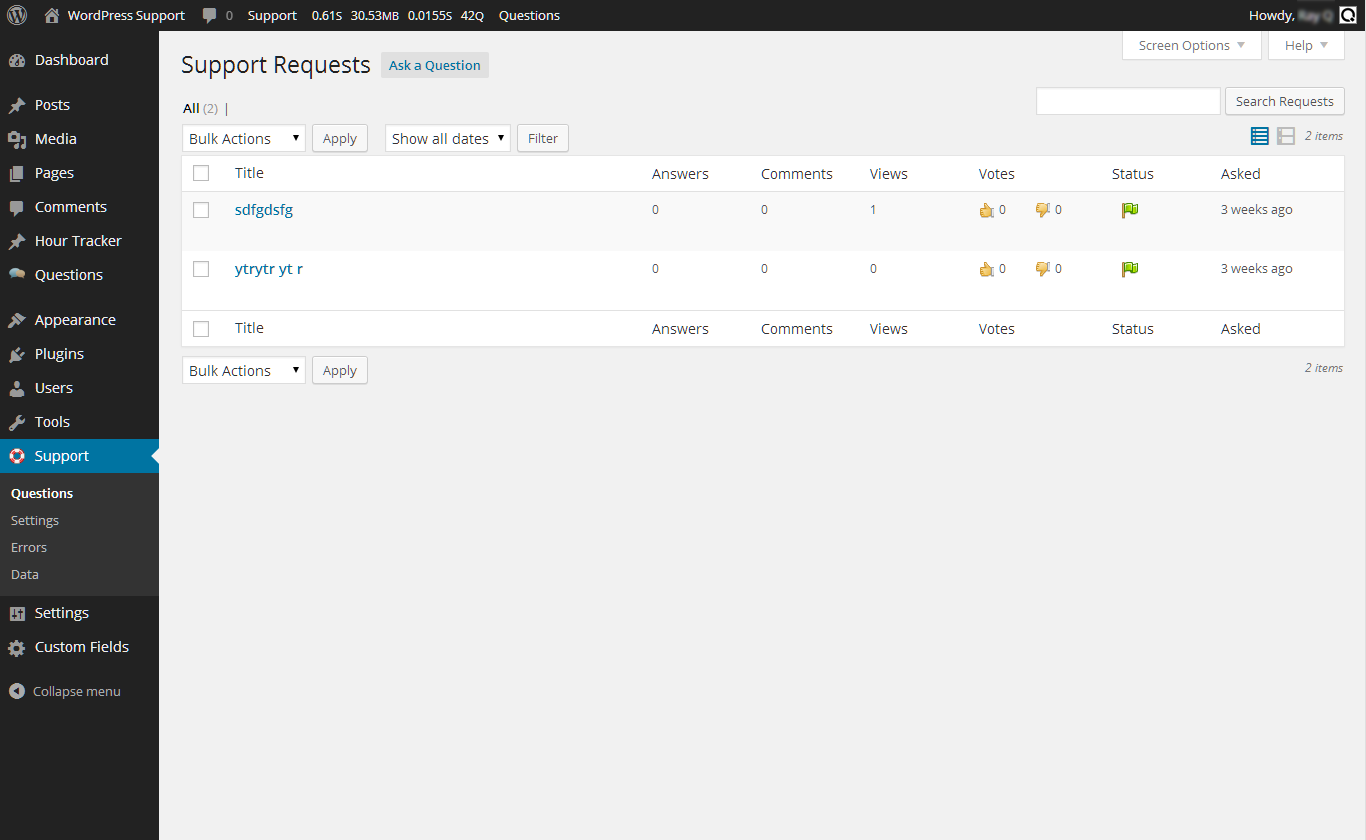 WordPress Support 0 Support 0.61S 30.53MB 0.0155S 42Q Questions Howdy,
Screen Options Help
Dashboard
Posts
Media
Pages
Comments
Hour Tracker
Questions
Appearance
Plugins
Users
Tools
Support
Questions
Settings
Errors
Data
Settings
Custom Fields
Collapse menu
Support Requests Ask a Question
All (2) |
Search Requests
Bulk Actions Apply Show all dates Filter 2 items
Title Answers Comments Views Votes Status Asked
sdfgdsfg 0 0 1 0 0 3 weeks ago
ytrytr yt r 0 0 0 0 0 3 weeks ago
Title Answers Comments Views Votes Status Asked
Bulk Actions Apply 2 items